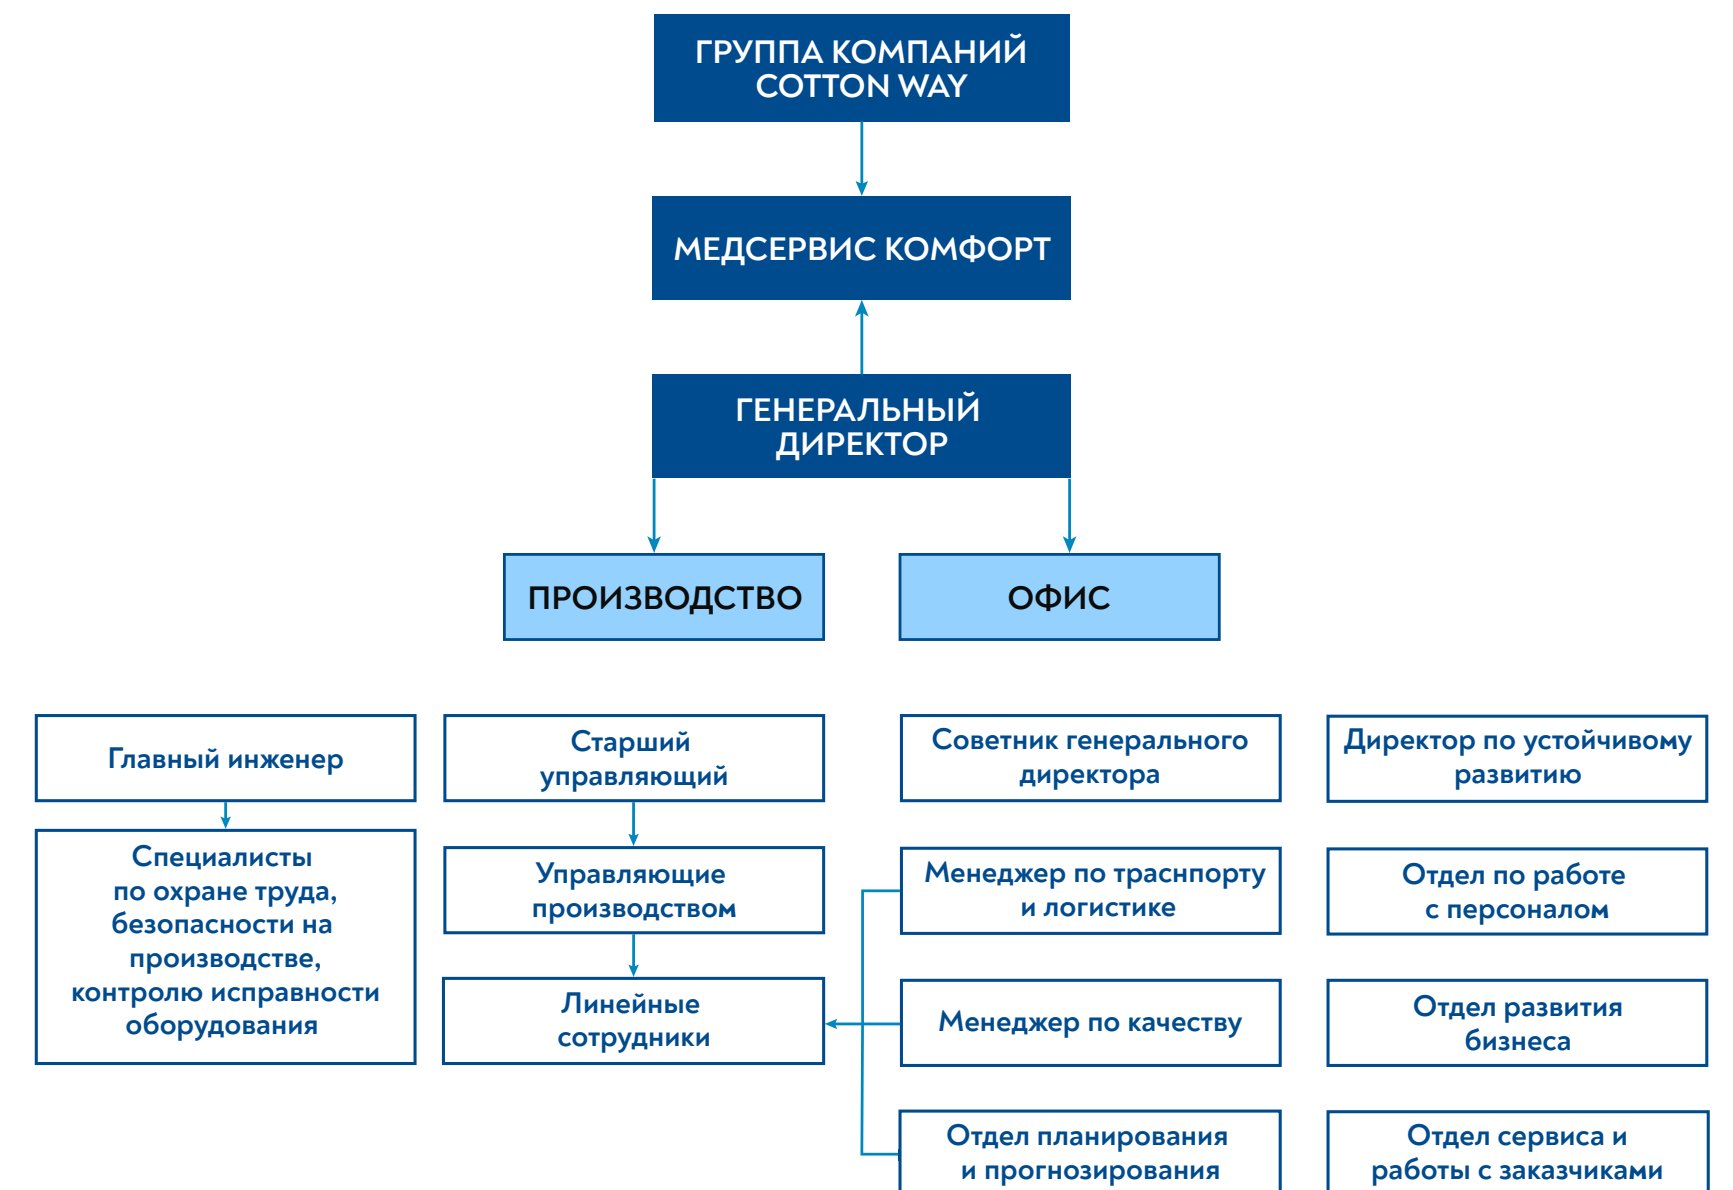 ГРУППА КОМПАНИЙ
COTTON WAY
МЕДСЕРВИС КОМФОРТ
ГЕНЕРАЛЬНЫЙ
ДИРЕКТОР
ПРОИЗВОДСТВО
ОФИС
Главный инженер
Старший
управляющий
Советник генерального
директора
Директор по устойчивому
развитию
Специалисты
по охране труда,
безопасности на
производстве,
контролю исправности
оборудования
Управляющие
производством
Менеджер по траснпорту
и логистике
Отдел по работе
с персоналом
Линейные
сотрудники
Менеджер по качеству
Отдел развития
бизнеса
Отдел планирования
и прогнозирования
Отдел сервиса и
работы с заказчиками